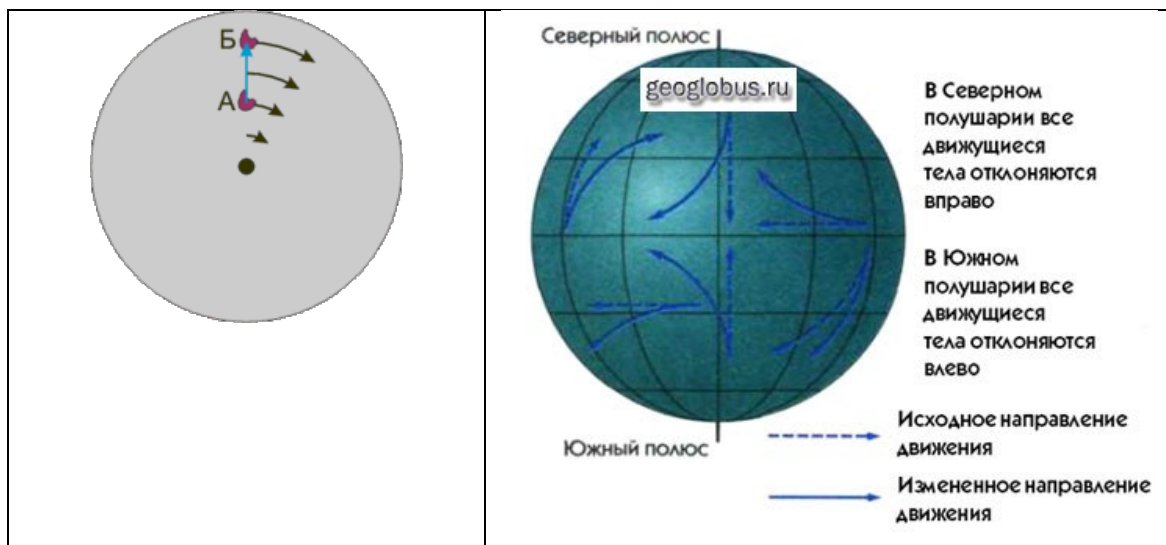 Б
А
Северный полюс
geoglobus.ru
В Северном
полушарии все
движущиеся
тела отклоняются
вправо
В Южном
полушарии все
движущиеся
тела отклоняются
влево
Южный полюс
Исходное направление
движения
Измененное направление
движения